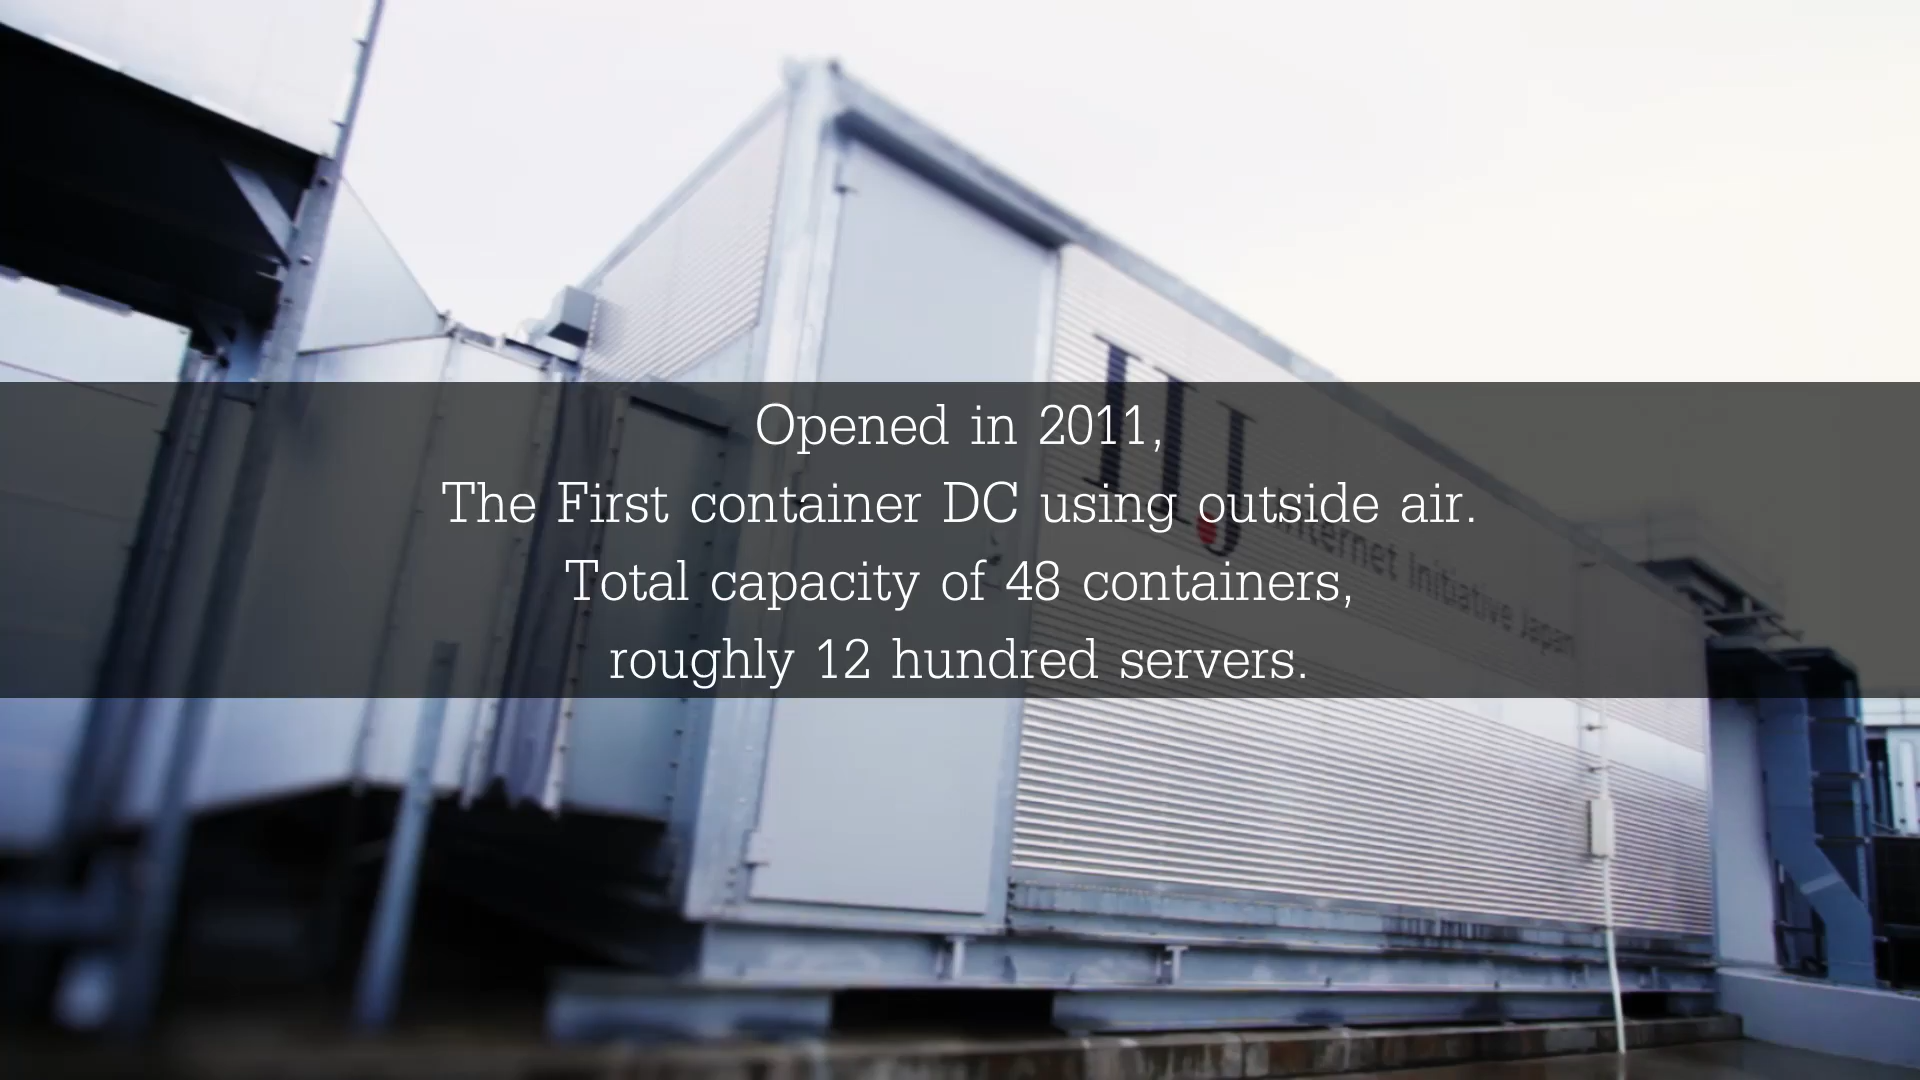 Opened in 2011,
The First container DC using outside air.
Total capacity of 48 containers,
roughly 12 hundred servers.
IIJ
Internet Initiative Japan